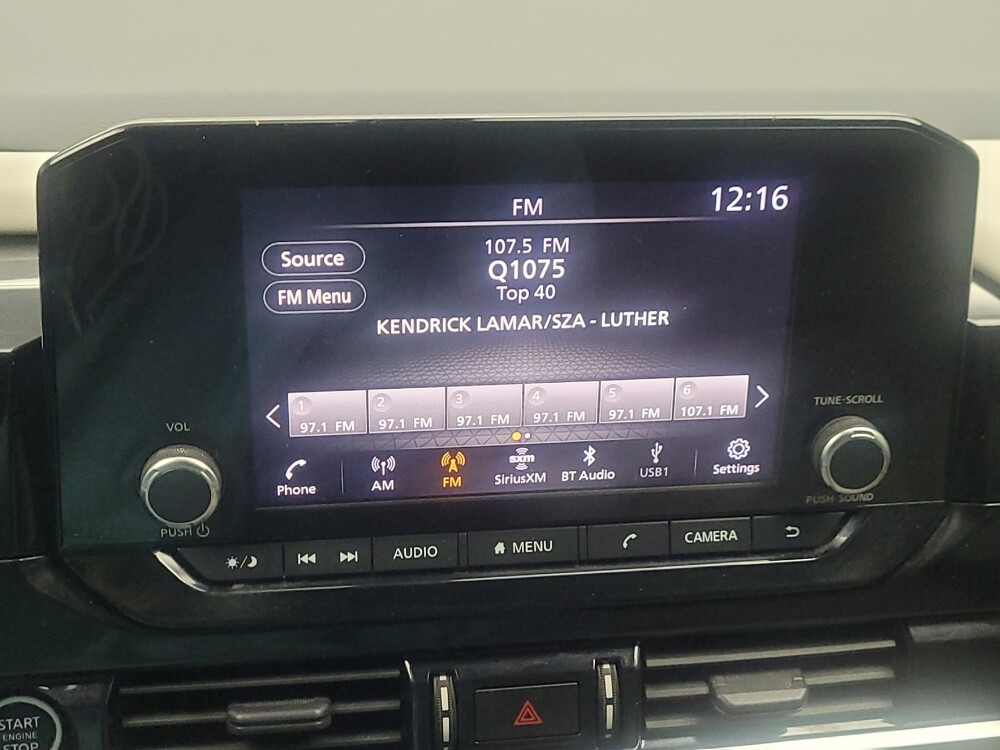 FM
12:16
Source
FM Menu
107.5 FM
Q1075
Top 40
KENDRICK LAMAR/SZA - LUTHER
1
97.1 FM
2
97.1 FM
3
97.1 FM
4
97.1 FM
5
97.1 FM
6
107.1 FM
Phone
AM
FM
sxm
SiriusXM
BT Audio
USB1
Settings
VOL
PUSH
TUNE·SCROLL
PUSH SOUND
AUDIO
MENU
CAMERA
START
ENGINE
STOP